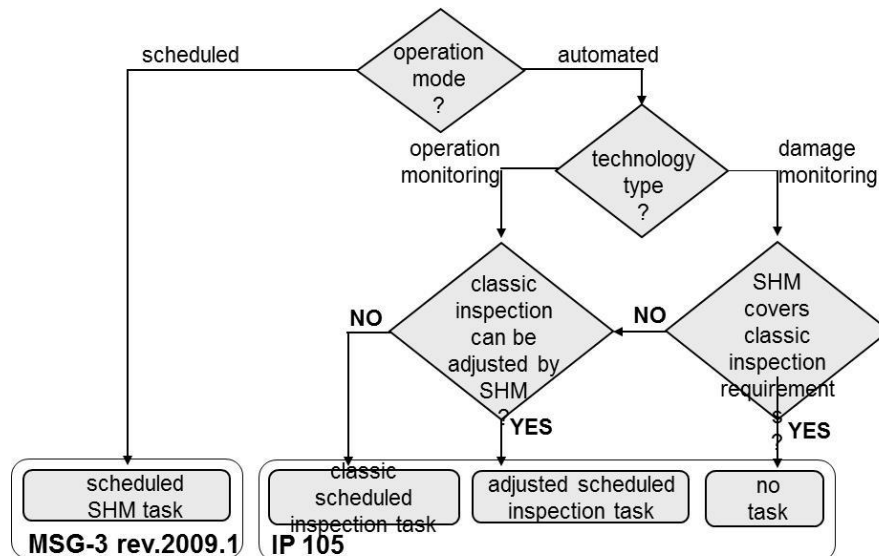 scheduled
operation
mode
?
automated
operation
monitoring
technology
type
?
damage
monitoring
classic
inspection
can be
adjusted by
SHM
?
SHM
covers
classic
inspection
requirement
s
?
NO
NO
YES
YES
scheduled
SHM task
classic
scheduled
inspection task
adjusted scheduled
inspection task
no
task
MSG-3 rev.2009.1
IP 105